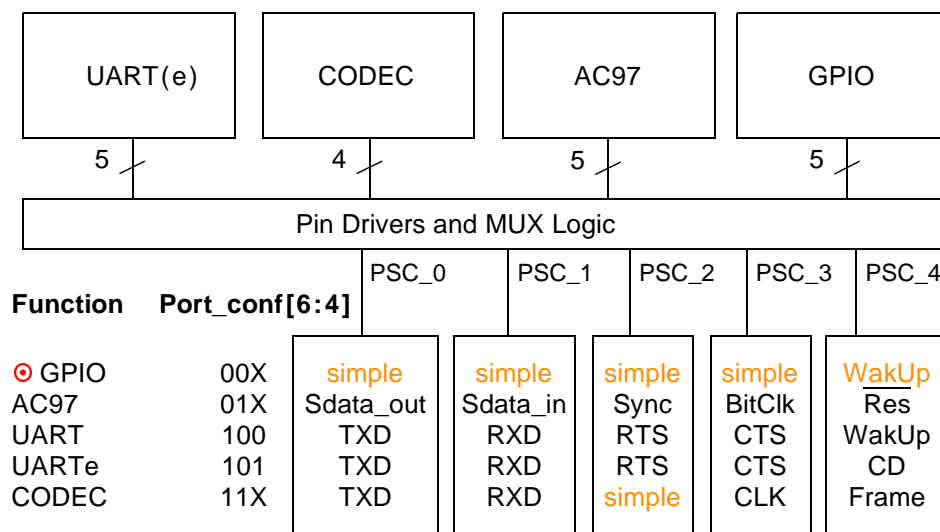 UART(e) CODEC AC97 GPIO
5 4 5 5
Pin Drivers and MUX Logic
PSC_0 PSC_1 PSC_2 PSC_3 PSC_4
Function Port_conf[6:4]
GPIO 00X simple simple simple simple WakUp
AC97 01X Sdata_out Sdata_in Sync BitClk Res
UART 100 TXD RXD RTS CTS WakUp
UARTe 101 TXD RXD RTS CTS CD
CODEC 11X TXD RXD simple CLK Frame